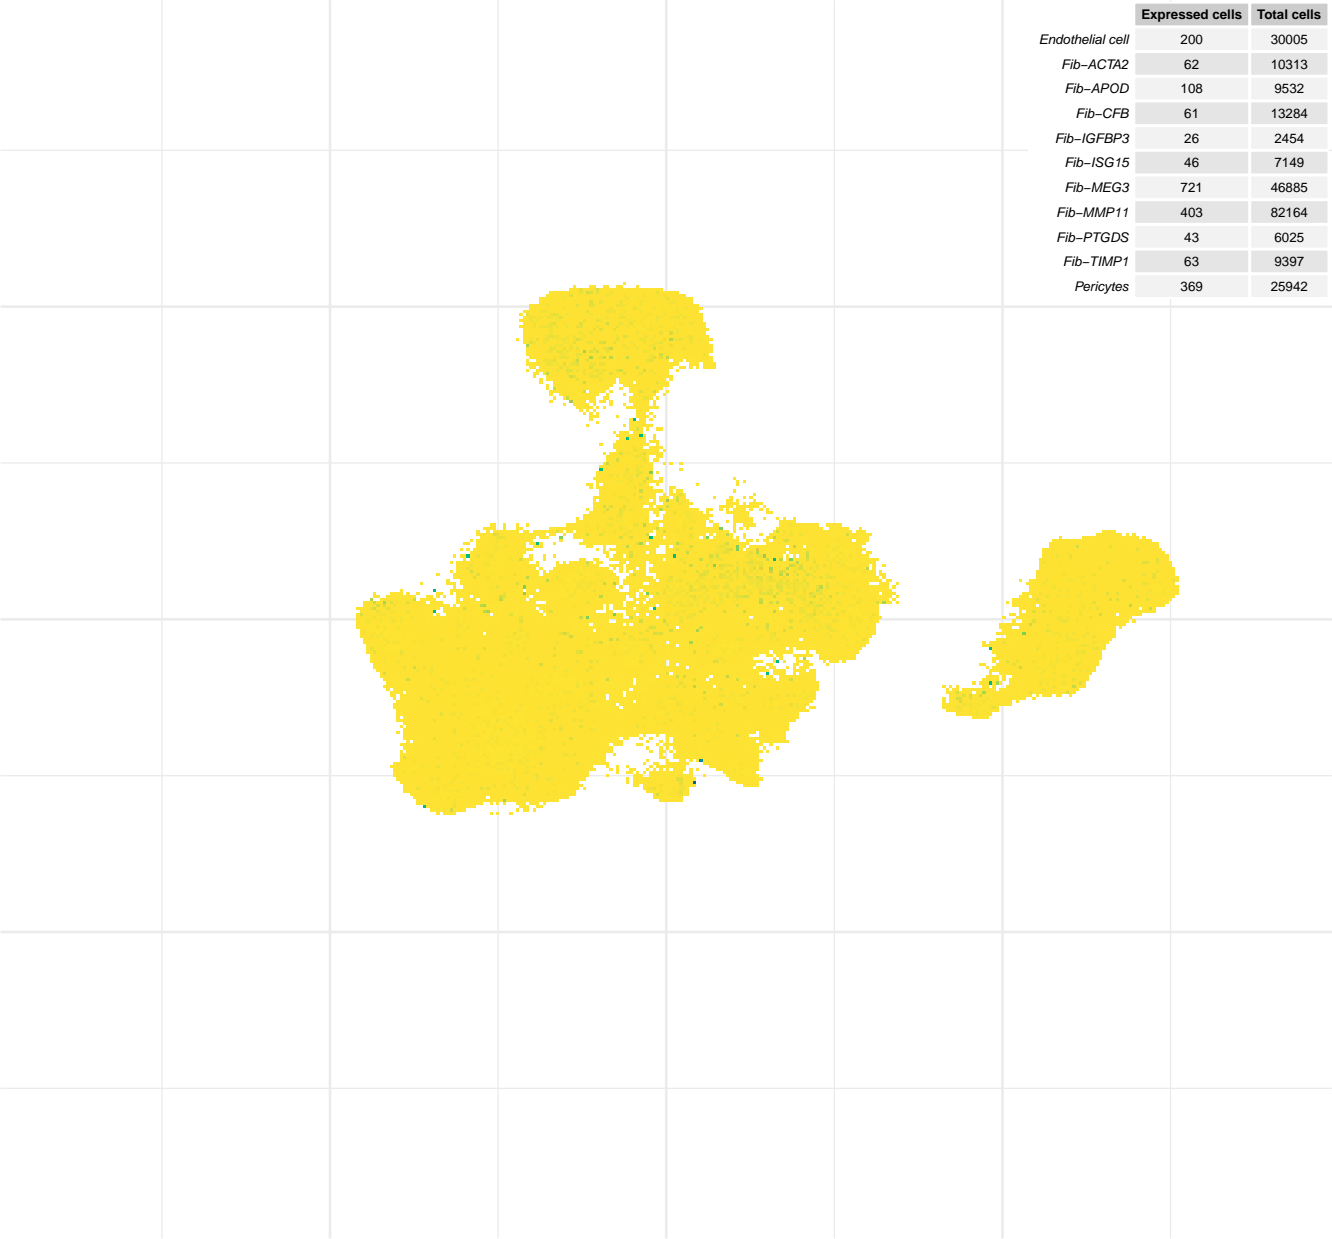 Expressed cells Total cells
Endothelial cell 200 30005
Fib−ACTA2 62 10313
Fib−APOD 108 9532
Fib−CFB 61 13284
Fib−IGFBP3 26 2454
Fib−ISG15 46 7149
Fib−MEG3 721 46885
Fib−MMP11 403 82164
Fib−PTGDS 43 6025
Fib−TIMP1 63 9397
Pericytes 369 25942